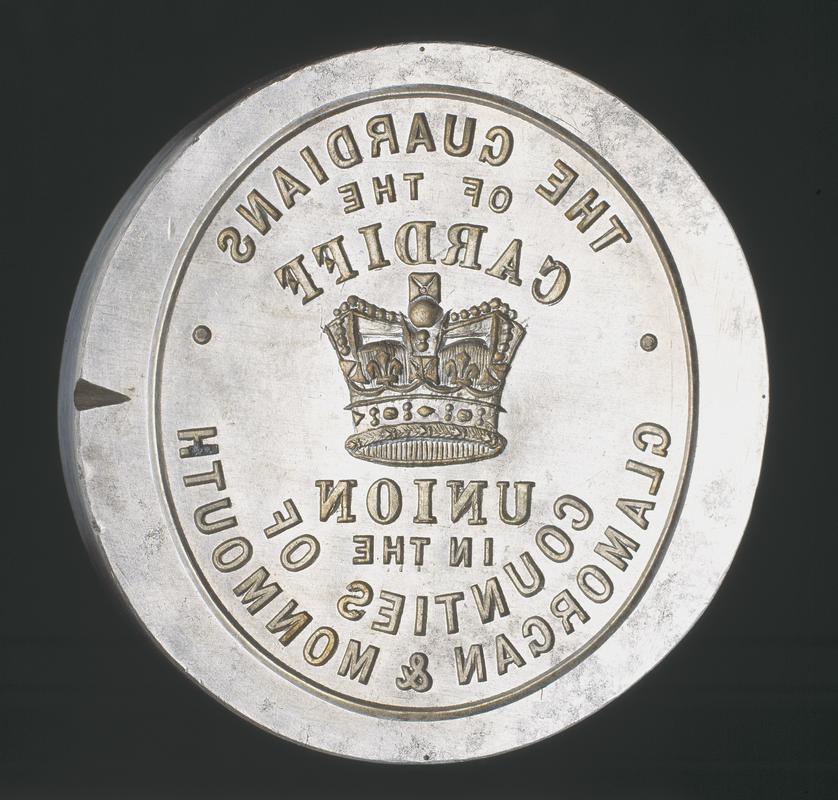 THE GUARDIANS
OF THE
CARDIFF
UNION
IN THE
COUNTIES OF
GLAMORGAN & MONMOUTH